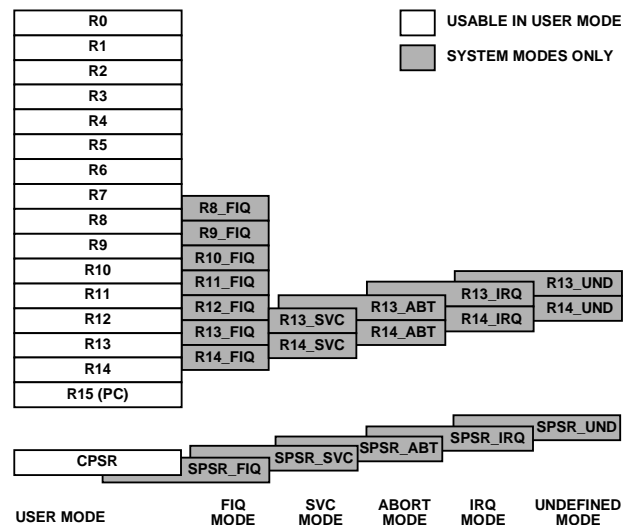 R0
R1
R2
R3
R4
R5
R6
R7
R8
R9
R10
R11
R12
R13
R14
R15 (PC)
R8_FIQ
R9_FIQ
R10_FIQ
R11_FIQ
R12_FIQ
R13_FIQ
R14_FIQ
R13_SVC
R14_SVC
R13_ABT
R14_ABT
R13_IRQ
R14_IRQ
R13_UND
R14_UND
USABLE IN USER MODE
SYSTEM MODES ONLY
CPSR
SPSR_FIQ
SPSR_SVC
SPSR_ABT
SPSR_IRQ
SPSR_UND
USER MODE
FIQ
MODE
SVC
MODE
ABORT
MODE
IRQ
MODE
UNDEFINED
MODE